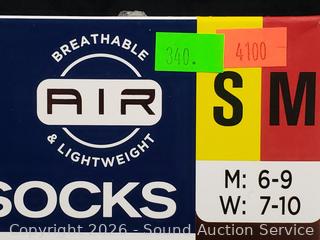 BREATHABLE
AIR
& LIGHTWEIGHT
SOCKS
340.
4100
S M
M: 6-9
W: 7-10
Copyright 2026 - Sound Auction Service